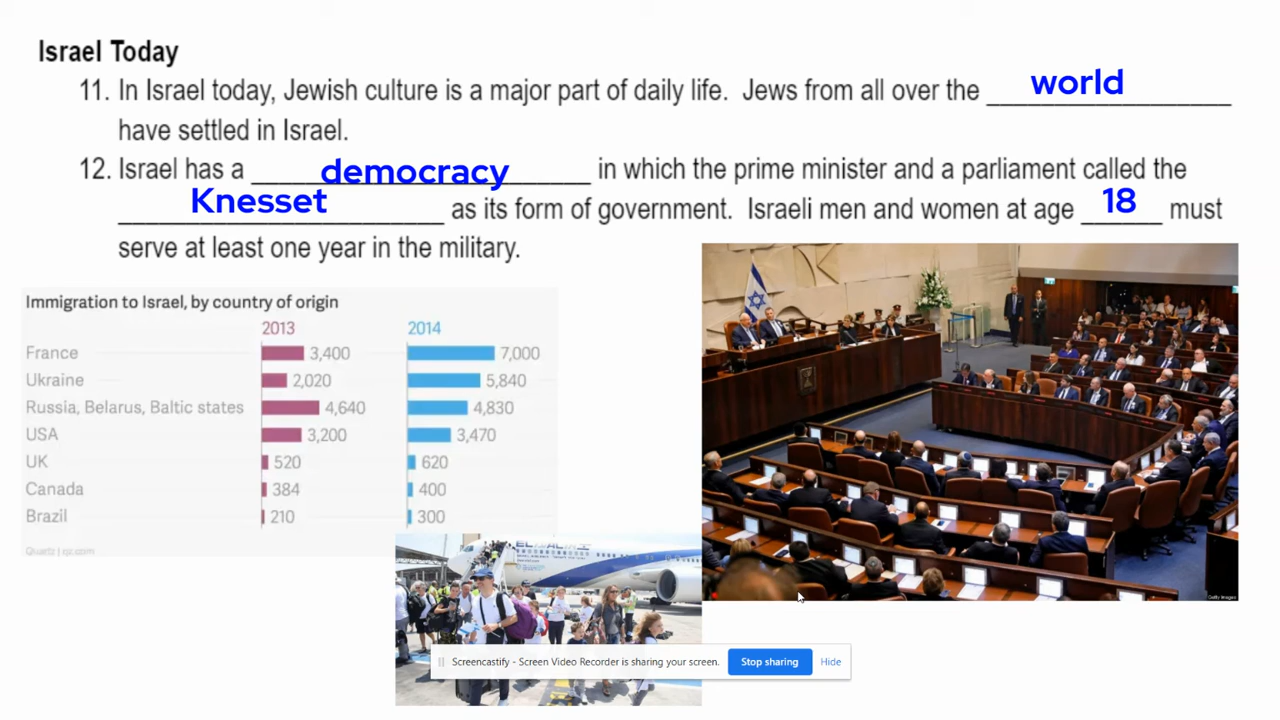 Israel Today
11. In Israel today, Jewish culture is a major part of daily life. Jews from all over the world
have settled in Israel.
12. Israel has a democracy in which the prime minister and a parliament called the
Knesset as its form of government. Israeli men and women at age 18 must
serve at least one year in the military.
Immigration to Israel, by country of origin
2013 2014
France 3,400 7,000
Ukraine 2,020 5,840
Russia, Belarus, Baltic states 4,640 4,830
USA 3,200 3,470
UK 520 620
Canada 384 400
Brazil 210 300
Quartz | qz.com
Getty Images
Screencastify - Screen Video Recorder is sharing your screen. Stop sharing Hide